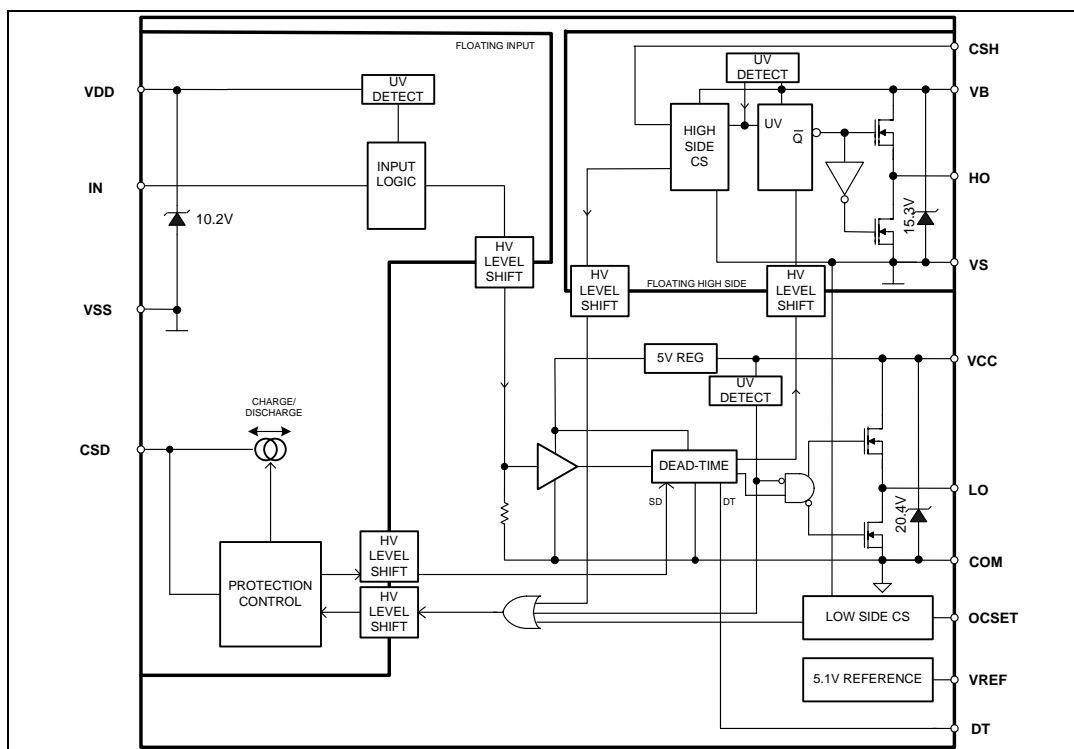 FLOATING INPUT
CSH
UV
DETECT
VDD
UV
DETECT
VB
HIGH
SIDE
CS
UV
Q
INPUT
LOGIC
IN
HO
10.2V
15.3V
HV
LEVEL
SHIFT
VS
HV
LEVEL
SHIFT
FLOATING HIGH SIDE
HV
LEVEL
SHIFT
VSS
5V REG
VCC
UV
DETECT
CHARGE/
DISCHARGE
CSD
DEAD-TIME
LO
SD
DT
20.4V
HV
LEVEL
SHIFT
COM
PROTECTION
CONTROL
HV
LEVEL
SHIFT
LOW SIDE CS
OCSET
5.1V REFERENCE
VREF
DT